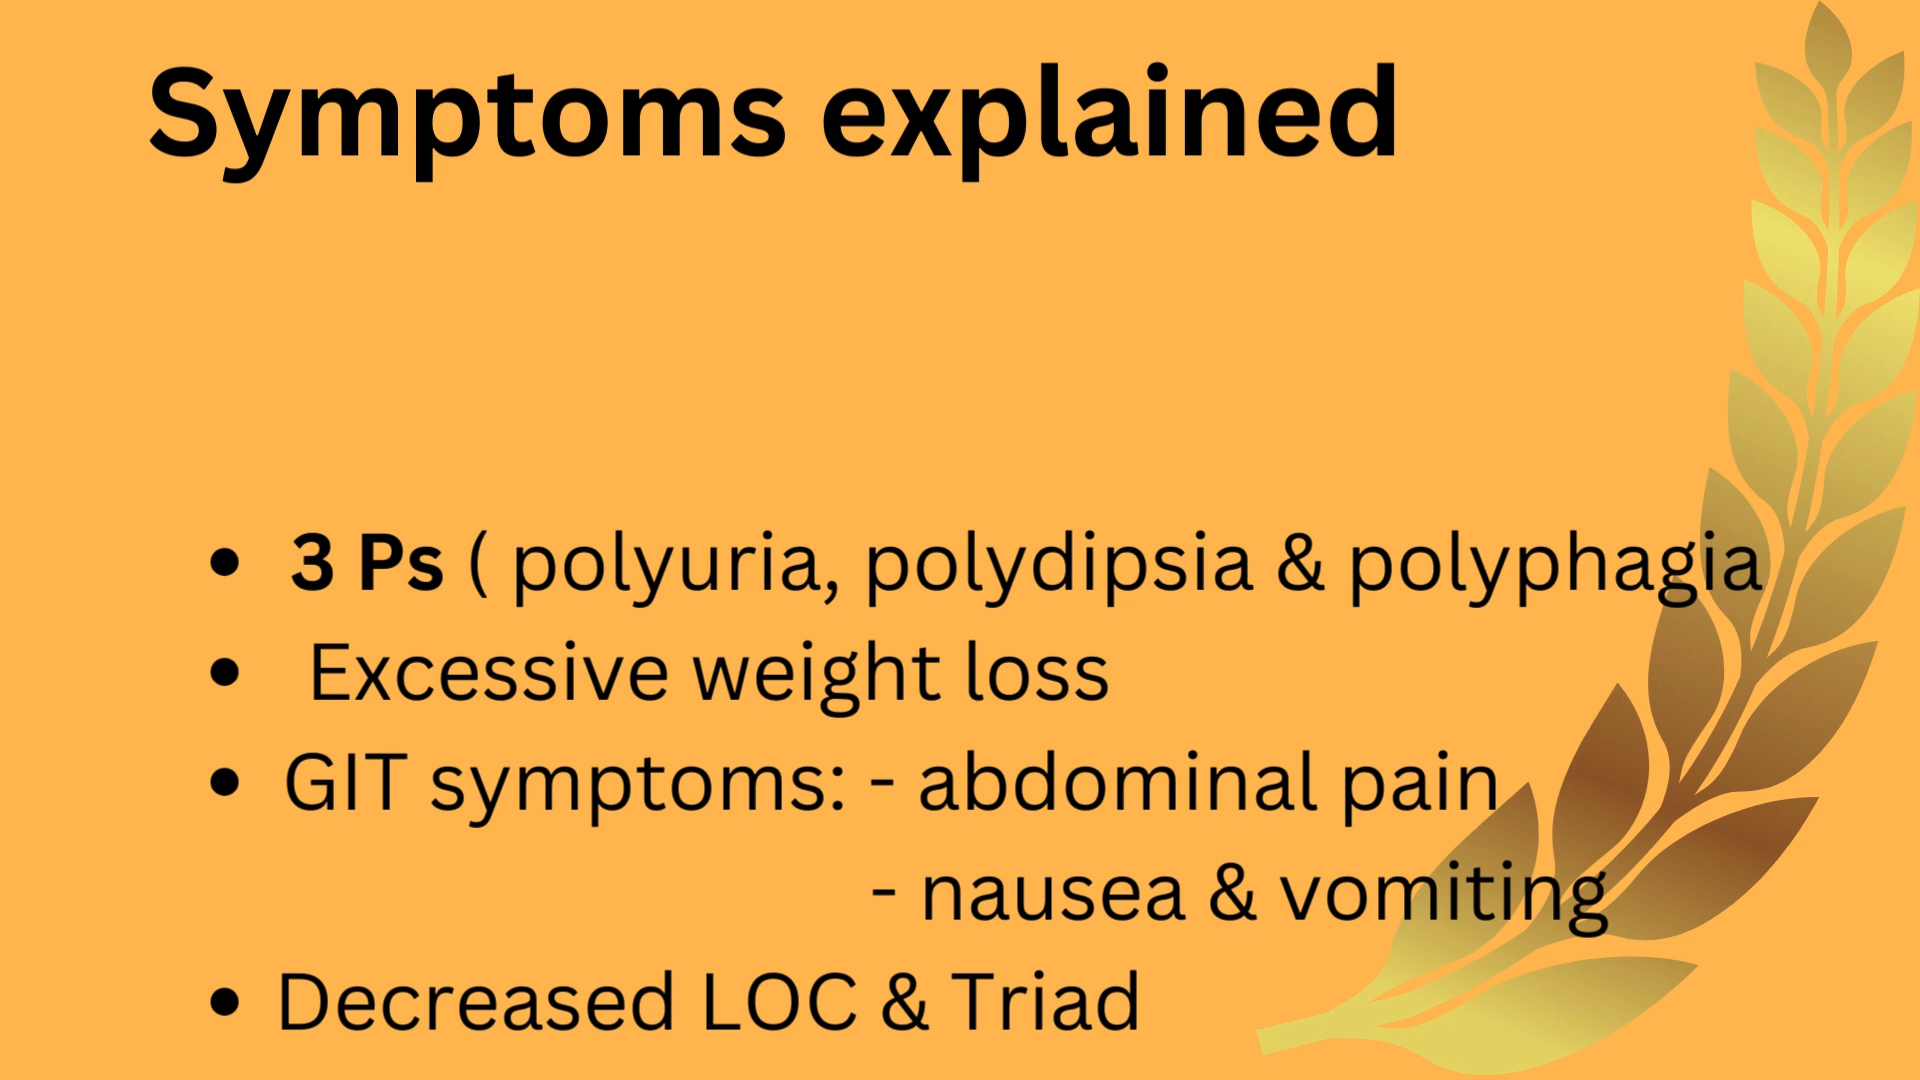 Symptoms explained
• 3 Ps ( polyuria, polydipsia & polyphagia
• Excessive weight loss
• GIT symptoms: - abdominal pain
- nausea & vomiting
• Decreased LOC & Triad